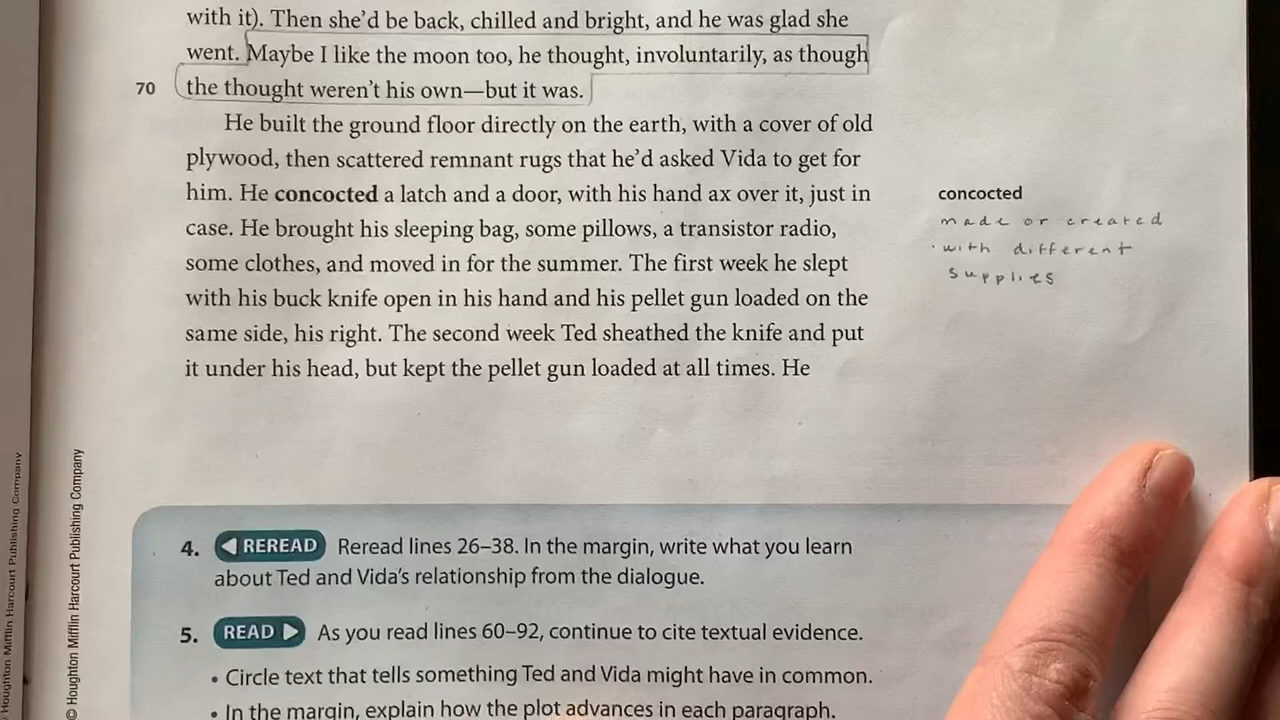 with it). Then she’d be back, chilled and bright, and he was glad she
went. Maybe I like the moon too, he thought, involuntarily, as though
70 the thought weren’t his own—but it was.
He built the ground floor directly on the earth, with a cover of old
plywood, then scattered remnant rugs that he’d asked Vida to get for
him. He concocted a latch and a door, with his hand ax over it, just in
case. He brought his sleeping bag, some pillows, a transistor radio,
some clothes, and moved in for the summer. The first week he slept
with his buck knife open in his hand and his pellet gun loaded on the
same side, his right. The second week Ted sheathed the knife and put
it under his head, but kept the pellet gun loaded at all times. He
concocted
made or created
with different
supplies
4. REREAD Reread lines 26–38. In the margin, write what you learn
about Ted and Vida’s relationship from the dialogue.
5. READ As you read lines 60–92, continue to cite textual evidence.
• Circle text that tells something Ted and Vida might have in common.
• In the margin, explain how the plot advances in each paragraph.
© Houghton Mifflin Harcourt Publishing Company
Houghton Mifflin Harcourt Publishing Company